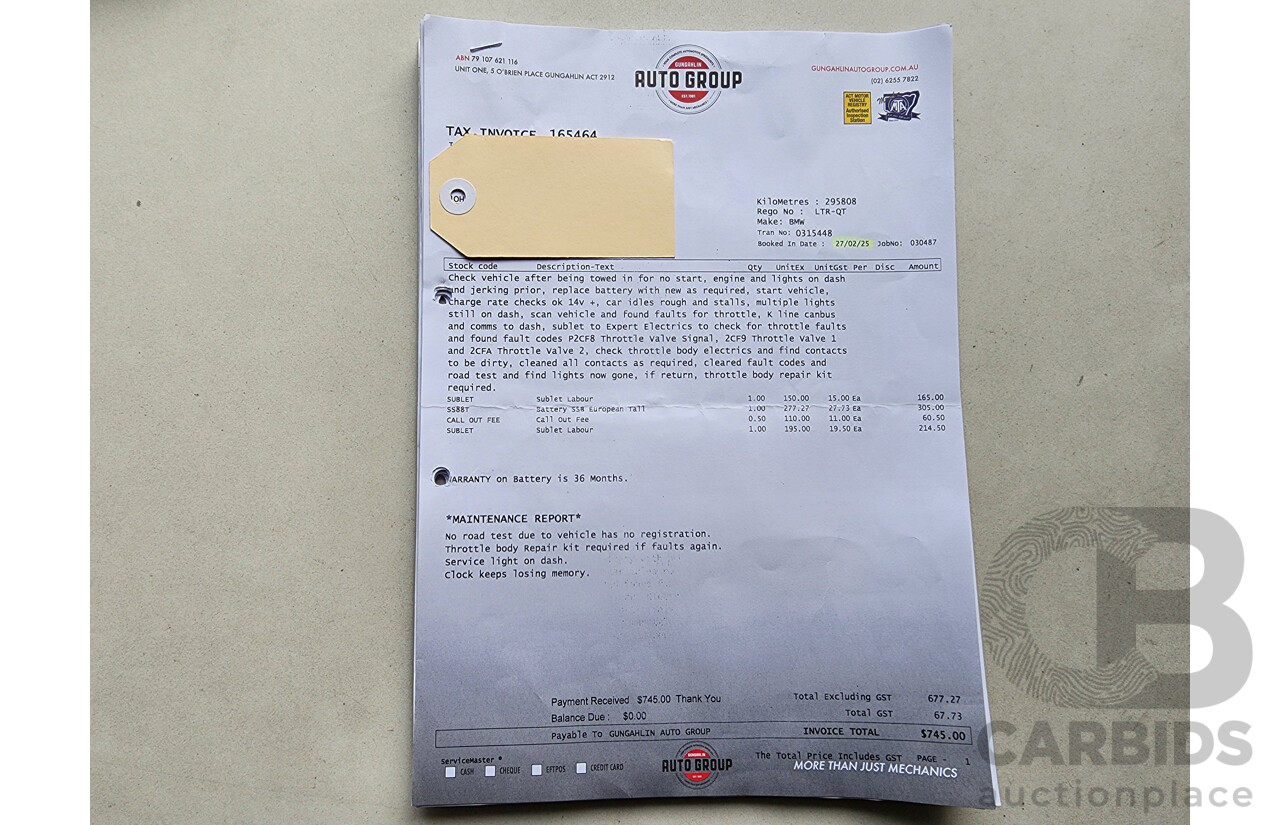 ABN 79 107 621 116
UNIT ONE, 5 O'BRIEN PLACE GUNGAHLIN ACT 2912
GUNGAHLIN
AUTO GROUP
GUNGAHLINAUTOGROUP.COM.AU
(02) 6255 7822
ACT MOTOR
VEHICLE
REGISTRY
Authorised
Inspection
Station
TAX INVOICE 165464
KiloMetres : 295808
Rego No : LTR-QT
Make: BMW
Tran No: 0315448
Booked In Date : 27/02/25 JobNo: 030487
Stock code Description-Text Qty UnitEx UnitGst Per Disc Amount
Check vehicle after being towed in for no start, engine and lights on dash
and jerking prior, replace battery with new as required, start vehicle,
charge rate checks ok 14v +, car idles rough and stalls, multiple lights
still on dash, scan vehicle and found faults for throttle, K line canbus
and comms to dash, sublet to Expert Electrics to check for throttle faults
and found fault codes P2CF8 Throttle Valve Signal, 2CF9 Throttle Valve 1
and 2CFA Throttle Valve 2, check throttle body electrics and find contacts
to be dirty, cleaned all contacts as required, cleared fault codes and
road test and find lights now gone, if return, throttle body repair kit
required.
SUBLET Sublet Labour 1.00 150.00 15.00 Ea 165.00
SS88T Battery SS8 European Tall 1.00 277.27 27.73 Ea 305.00
CALL OUT FEE Call Out Fee 0.50 110.00 11.00 Ea 60.50
SUBLET Sublet Labour 1.00 195.00 19.50 Ea 214.50
WARRANTY on Battery is 36 Months.
*MAINTENANCE REPORT*
No road test due to vehicle has no registration.
Throttle body Repair kit required if faults again.
Service light on dash.
Clock keeps losing memory.
Payment Received $745.00 Thank You Total Excluding GST 677.27
Balance Due : $0.00 Total GST 67.73
Payable To GUNGAHLIN AUTO GROUP INVOICE TOTAL $745.00
ServiceMaster ® The Total Price Includes GST PAGE - 1
CASH CHEQUE EFTPOS CREDIT CARD
GUNGAHLIN
AUTO GROUP
MORE THAN JUST MECHANICS
CARBIDS
auctionplace